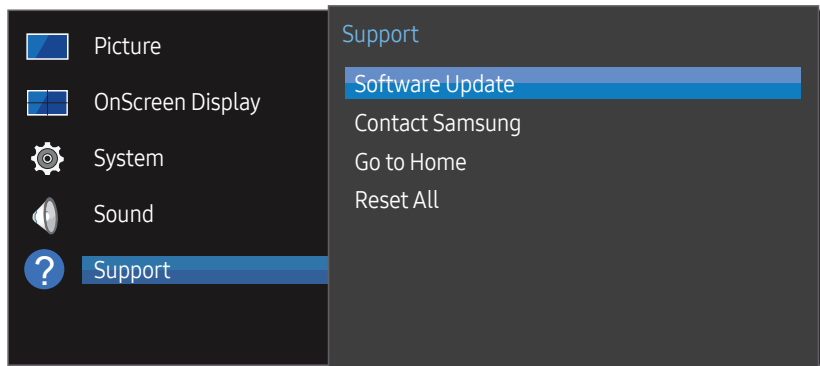 Picture
OnScreen Display
System
Sound
?
Support
Support
Software Update
Contact Samsung
Go to Home
Reset All